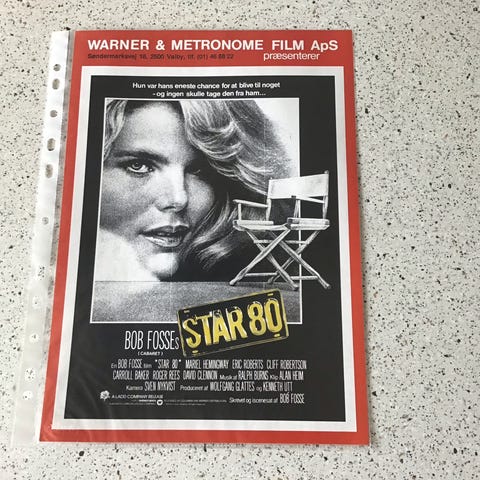 WARNER & METRONOME FILM ApS
Søndermarksvej 16, 2500 Valby, tlf. (01) 46 88 22
præsenterer
Hun var hans eneste chance for at blive til noget
- og ingen skulle tage den fra ham...
BOB FOSSEs
(CABARET)
STAR 80
En BOB FOSSE film "STAR 80" MARIEL HEMINGWAY ERIC ROBERTS CLIFF ROBERTSON
CARROLL BAKER ROGER REES DAVID CLENNON Musik af RALPH BURNS Klip ALAN HEIM
Kamera SVEN NYKVIST Produceret af WOLFGANG GLATTES og KENNETH UTT
Skrevet og iscenesat af BOB FOSSE
A LADD COMPANY RELEASE